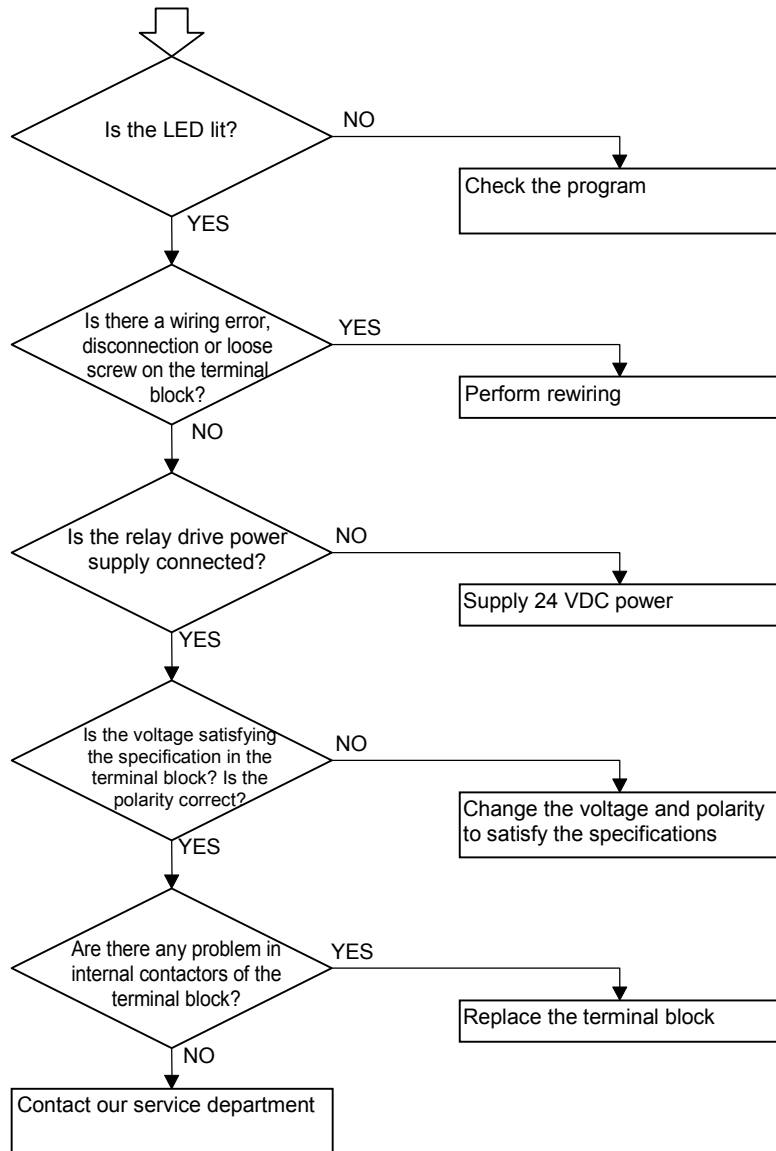 Is the LED lit?
NO
Check the program
YES
Is there a wiring error,
disconnection or loose
screw on the terminal
block?
YES
Perform rewiring
NO
Is the relay drive power
supply connected?
NO
Supply 24 VDC power
YES
Is the voltage satisfying
the specification in the
terminal block? Is the
polarity correct?
NO
Change the voltage and polarity
to satisfy the specifications
YES
Are there any problem in
internal contactors of the
terminal block?
YES
Replace the terminal block
NO
Contact our service department